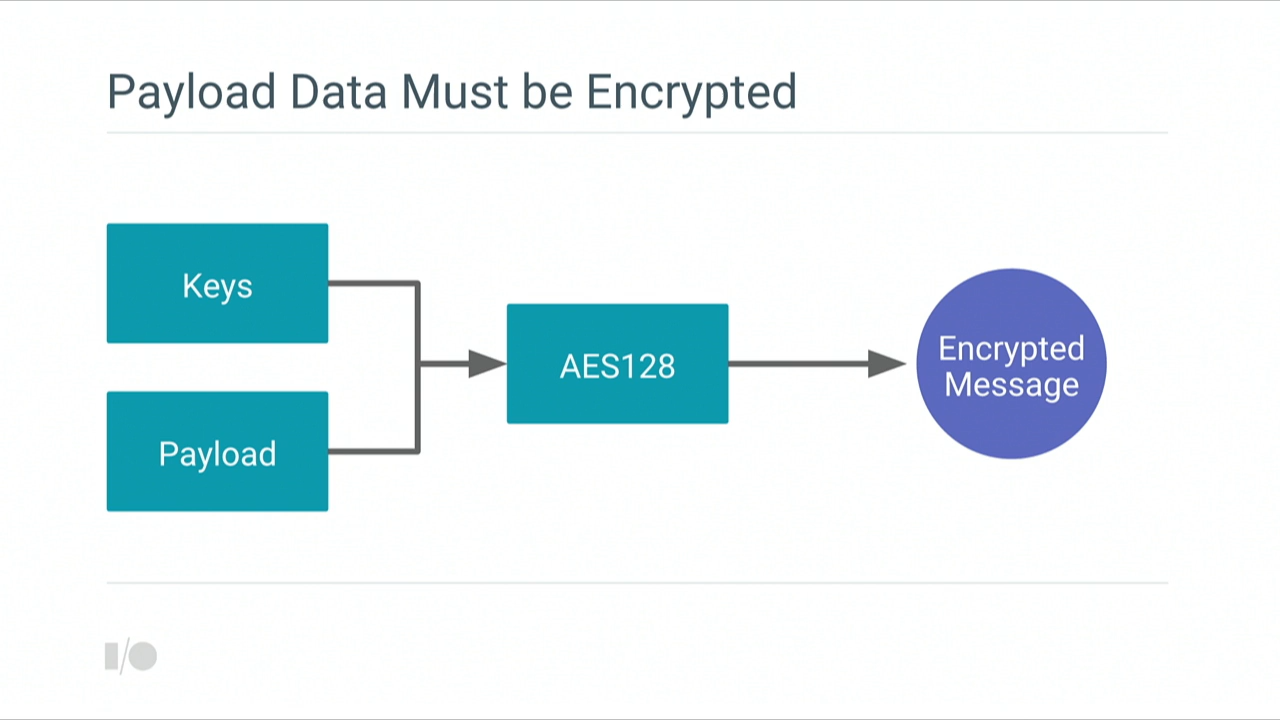 Payload Data Must be Encrypted
Keys
Payload
AES128
Encrypted
Message
I/O